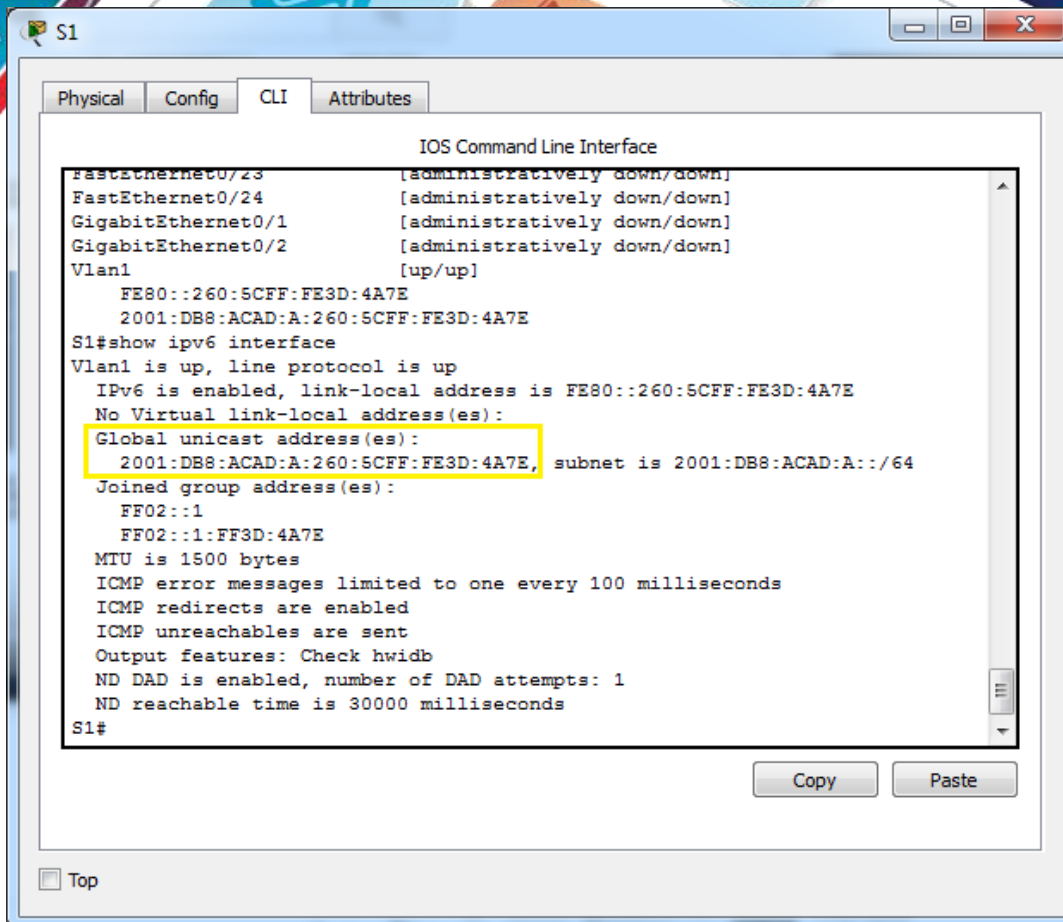 S1
Physical Config CLI Attributes
IOS Command Line Interface
FastEthernet0/23 [administratively down/down]
FastEthernet0/24 [administratively down/down]
GigabitEthernet0/1 [administratively down/down]
GigabitEthernet0/2 [administratively down/down]
Vlan1 [up/up]
FE80::260:5CFF:FE3D:4A7E
2001:DB8:ACAD:A:260:5CFF:FE3D:4A7E
S1#show ipv6 interface
Vlan1 is up, line protocol is up
IPv6 is enabled, link-local address is FE80::260:5CFF:FE3D:4A7E
No Virtual link-local address(es):
Global unicast address(es):
2001:DB8:ACAD:A:260:5CFF:FE3D:4A7E, subnet is 2001:DB8:ACAD:A::/64
Joined group address(es):
FF02::1
FF02::1:FF3D:4A7E
MTU is 1500 bytes
ICMP error messages limited to one every 100 milliseconds
ICMP redirects are enabled
ICMP unreachables are sent
Output features: Check hwidb
ND DAD is enabled, number of DAD attempts: 1
ND reachable time is 30000 milliseconds
S1#
Copy Paste
Top